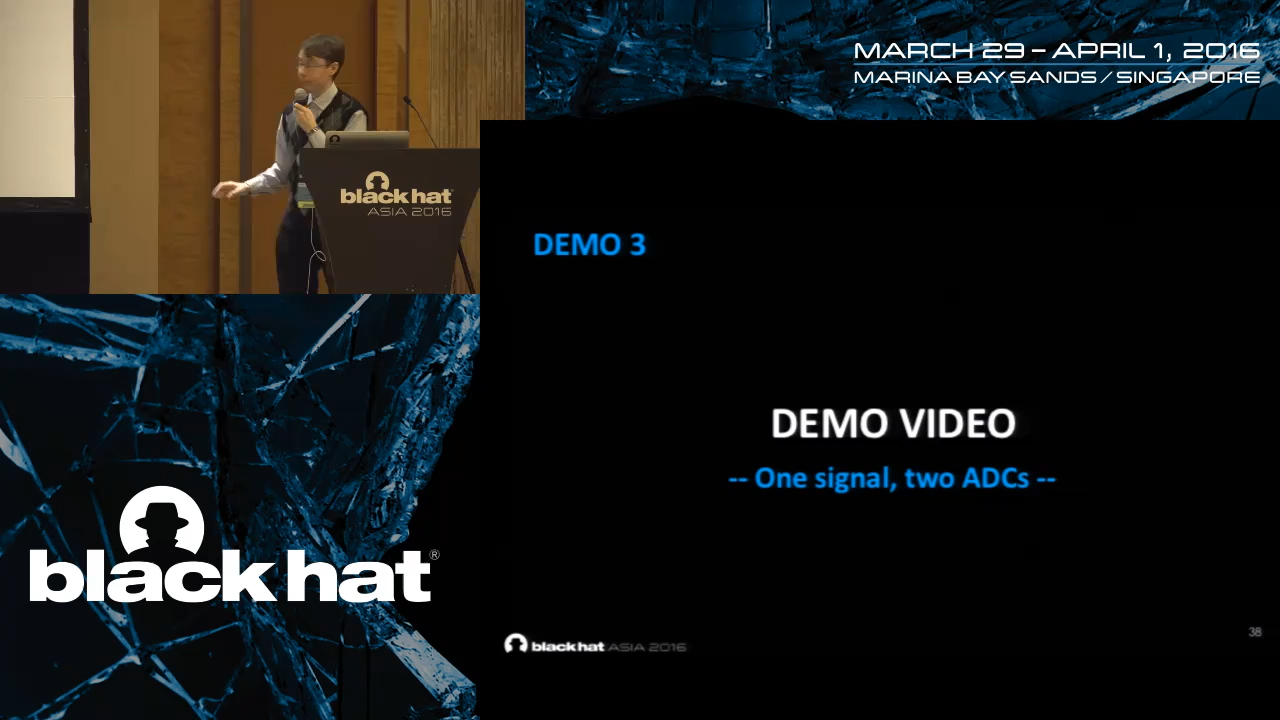 MARCH 29 – APRIL 1, 2016
MARINA BAY SANDS / SINGAPORE
black hat
ASIA 2016
DEMO 3
DEMO VIDEO
-- One signal, two ADCs --
black hat®
black hat ASIA 2016
38